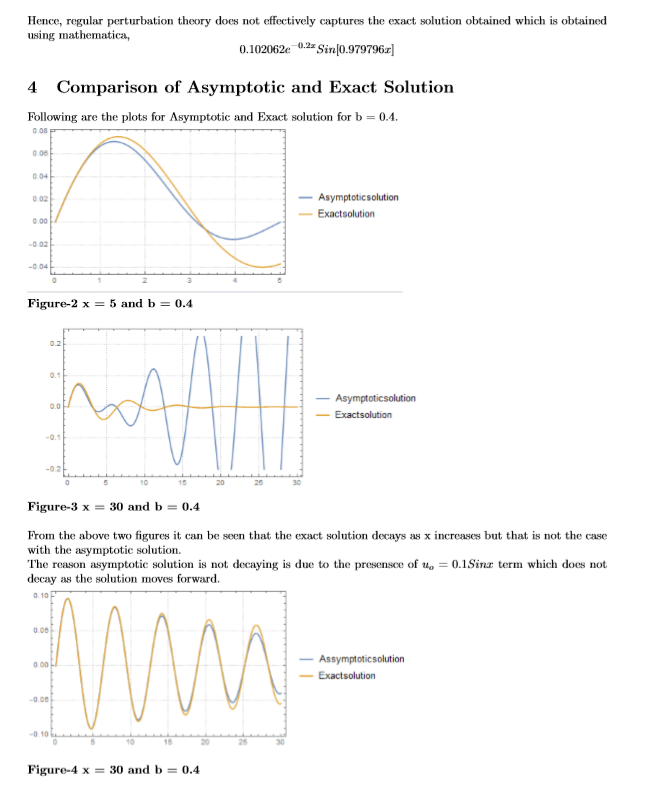 Hence, regular perturbation theory does not effectively captures the exact solution obtained which is obtained
using mathematica,
0.102062e^{-0.2x}Sin[0.979796x]
4 Comparison of Asymptotic and Exact Solution
Following are the plots for Asymptotic and Exact solution for b = 0.4.
0.08
0.06
0.04
0.02
0.00
-0.02
-0.04
0 1 2 3 4 5
Asymptoticsolution
Exactsolution
Figure-2 x = 5 and b = 0.4
0.2
0.1
0.0
-0.1
-0.2
0 5 10 15 20 25 30
Asymptoticsolution
Exactsolution
Figure-3 x = 30 and b = 0.4
From the above two figures it can be seen that the exact solution decays as x increases but that is not the case
with the asymptotic solution.
The reason asymptotic solution is not decaying is due to the presensce of u_o = 0.1Sinx term which does not
decay as the solution moves forward.
0.10
0.05
0.00
-0.05
-0.10
0 5 10 15 20 25 30
Assymptoticsolution
Exactsolution
Figure-4 x = 30 and b = 0.4